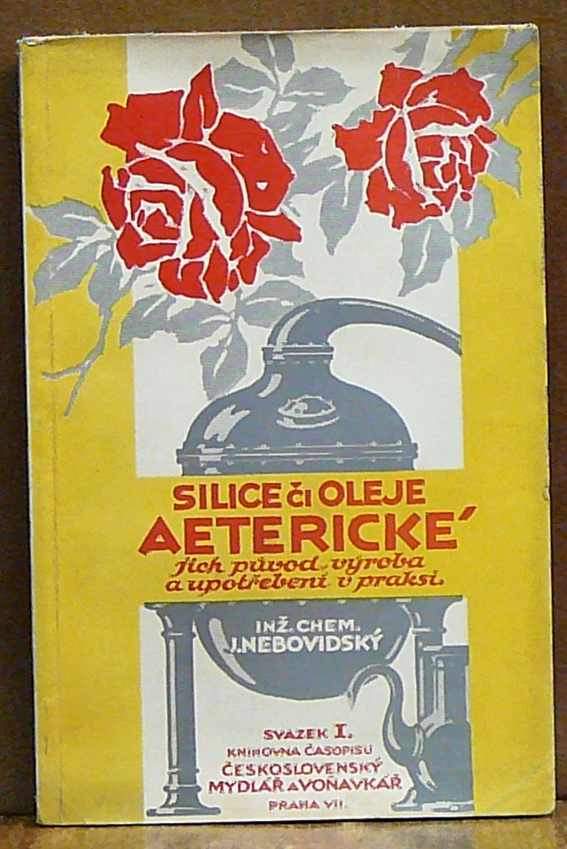 SILICE či OLEJE
AETERICKÉ
Jich původ, výroba
a upotřebení v praksi.
INŽ. CHEM.
J. NEBOVIDSKÝ
SVAZEK I.
KNIHOVNA ČASOPISU
ČESKOSLOVENSKÝ
MYDLÁŘ A VOŇAVKÁŘ
PRAHA VII.